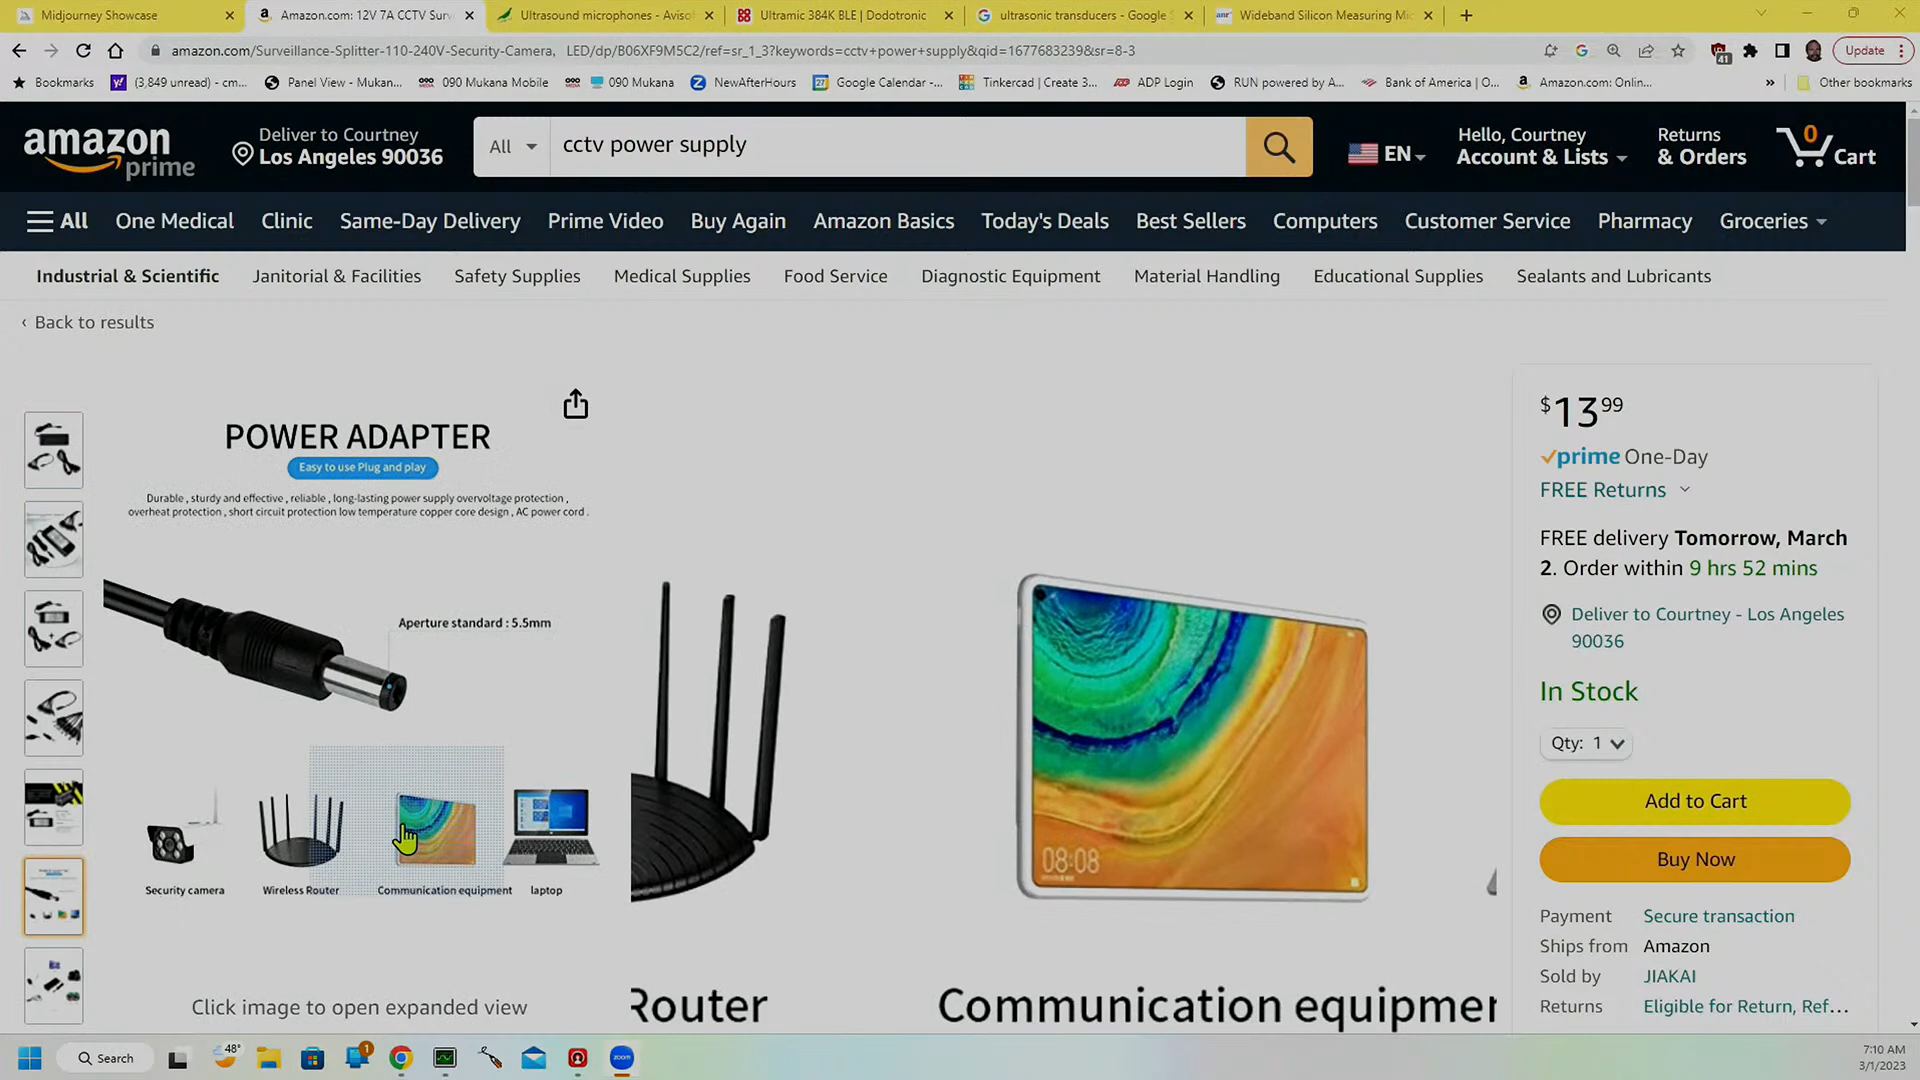 Midjourney Showcase
Amazon.com: 12V 7A CCTV Surv
Ultrasound microphones - Avisof
Ultramic 384K BLE | Dodotronic
ultrasonic transducers - Google S
Wideband Silicon Measuring Mic
amazon.com/Surveillance-Splitter-110-240V-Security-Camera, LED/dp/B06XF9M5C2/ref=sr_1_3?keywords=cctv+power+supply&qid=1677683239&sr=8-3
41
Update
Bookmarks
(3,849 unread) - cm...
Panel View - Mukan...
090 Mukana Mobile
090 Mukana
NewAfterHours
Google Calendar -...
Tinkercad | Create 3...
ADP Login
RUN powered by A...
Bank of America | O...
Amazon.com: Onlin...
»
Other bookmarks
amazon prime
Deliver to Courtney
Los Angeles 90036
All
cctv power supply
EN
Hello, Courtney
Account & Lists
Returns
& Orders
0
Cart
All
One Medical
Clinic
Same-Day Delivery
Prime Video
Buy Again
Amazon Basics
Today's Deals
Best Sellers
Computers
Customer Service
Pharmacy
Groceries
Industrial & Scientific
Janitorial & Facilities
Safety Supplies
Medical Supplies
Food Service
Diagnostic Equipment
Material Handling
Educational Supplies
Sealants and Lubricants
‹ Back to results
POWER ADAPTER
Easy to use Plug and play
Durable , sturdy and effective , reliable , long-lasting power supply overvoltage protection ,
overheat protection , short circuit protection low temperature copper core design , AC power cord .
Aperture standard : 5.5mm
Security camera
Wireless Router
Communication equipment
laptop
Click image to open expanded view
08:08
Router
Communication equipmer
$13 99
prime One-Day
FREE Returns
FREE delivery Tomorrow, March
2. Order within 9 hrs 52 mins
Deliver to Courtney - Los Angeles
90036
In Stock
Qty: 1
Add to Cart
Buy Now
Payment Secure transaction
Ships from Amazon
Sold by JIAKAI
Returns Eligible for Return, Ref...
Search
48°
1
zoom
7:10 AM
3/1/2023